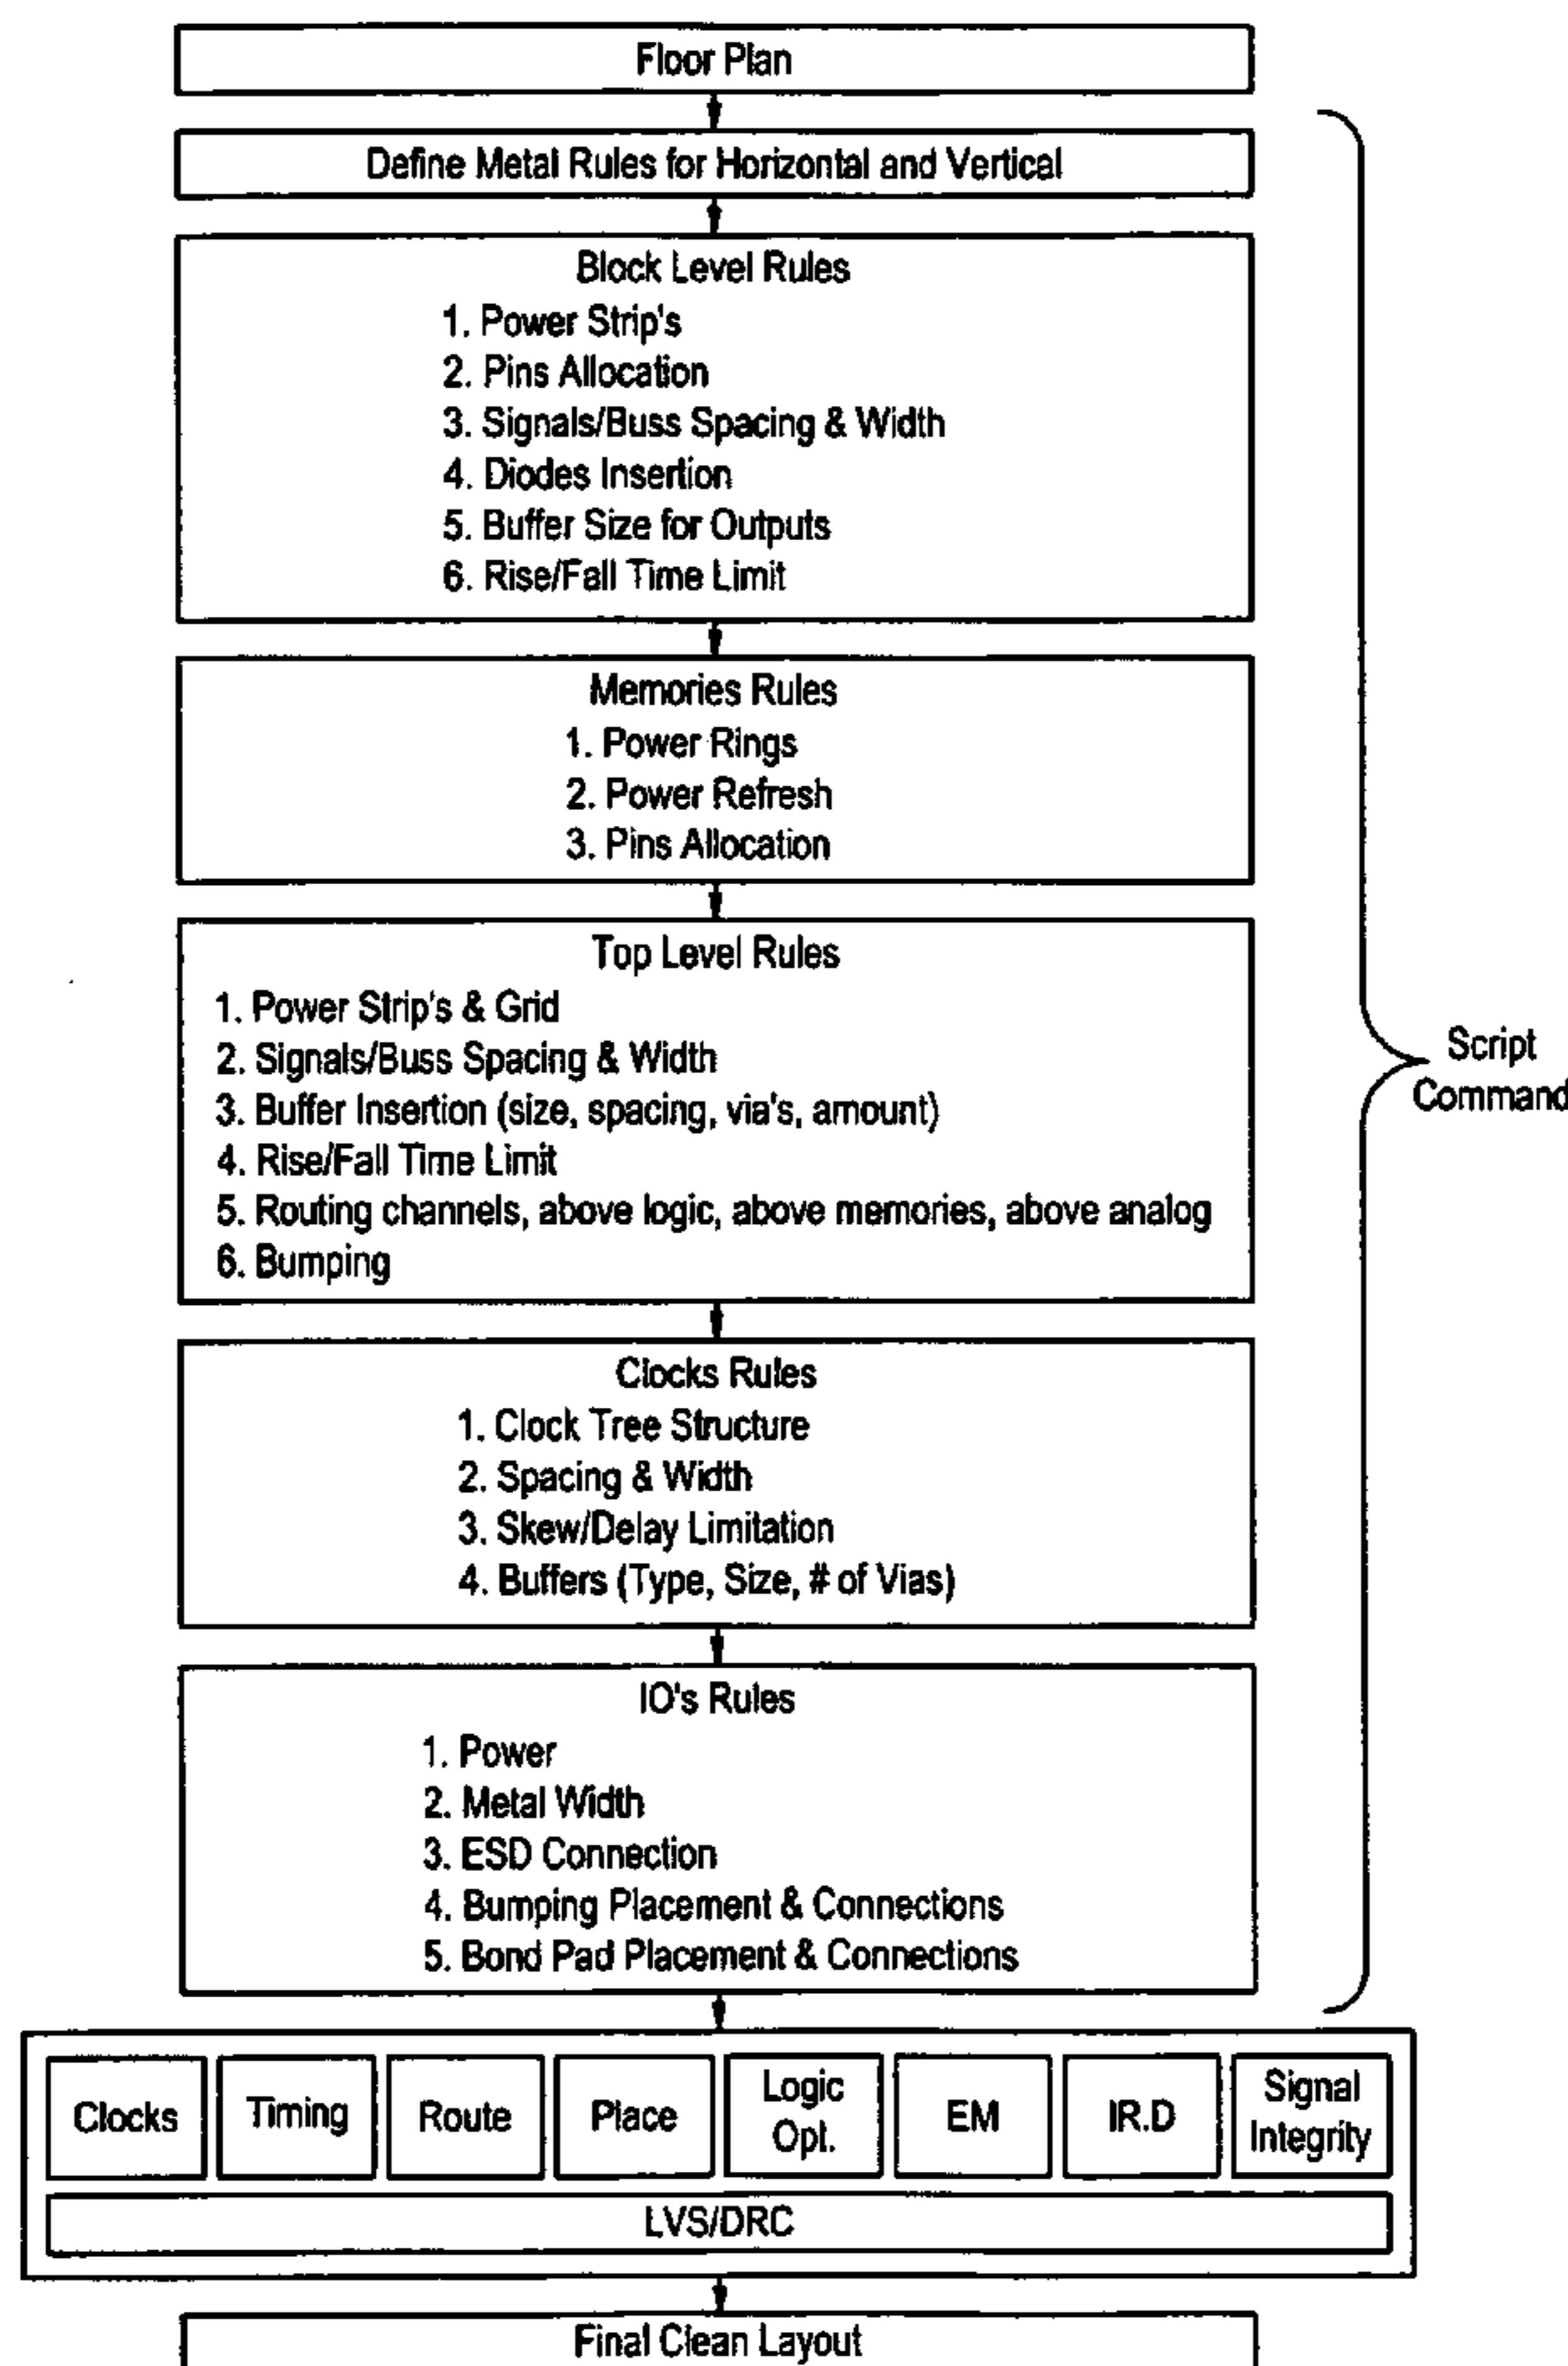 Floor Plan
Define Metal Rules for Horizontal and Vertical
Block Level Rules
1. Power Strip's
2. Pins Allocation
3. Signals/Buss Spacing & Width
4. Diodes Insertion
5. Buffer Size for Outputs
6. Rise/Fall Time Limit
Memories Rules
1. Power Rings
2. Power Refresh
3. Pins Allocation
Top Level Rules
1. Power Strip's & Grid
2. Signals/Buss Spacing & Width
3. Buffer Insertion (size, spacing, via's, amount)
4. Rise/Fall Time Limit
5. Routing channels, above logic, above memories, above analog
6. Bumping
Script
Command
Clocks Rules
1. Clock Tree Structure
2. Spacing & Width
3. Skew/Delay Limitation
4. Buffers (Type, Size, # of Vias)
IO's Rules
1. Power
2. Metal Width
3. ESD Connection
4. Bumping Placement & Connections
5. Bond Pad Placement & Connections
Clocks
Timing
Route
Place
Logic
Opt.
EM
IR.D
Signal
Integrity
LVS/DRC
Final Clean Layout